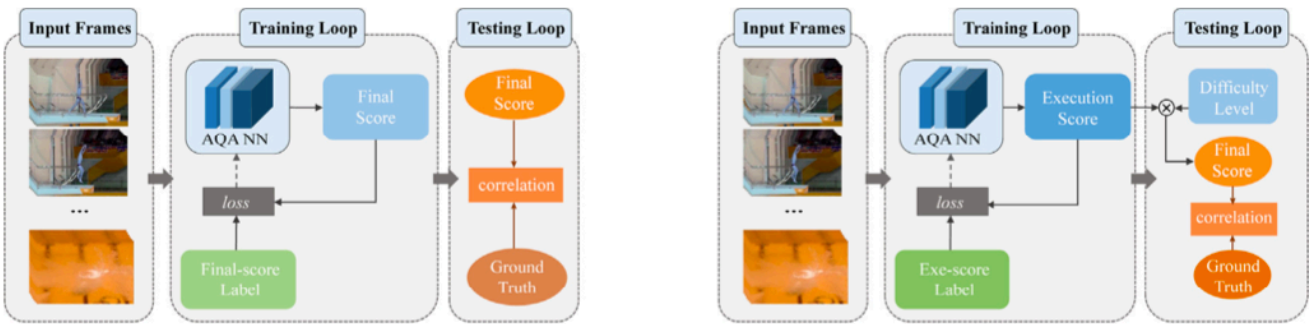 Input Frames
Training Loop
Testing Loop
AQA NN
Final
Score
Final
Score
correlation
loss
Final-score
Label
Ground
Truth
...
Input Frames
Training Loop
Testing Loop
AQA NN
Execution
Score
Difficulty
Level
Final
Score
correlation
loss
Exe-score
Label
Ground
Truth
...